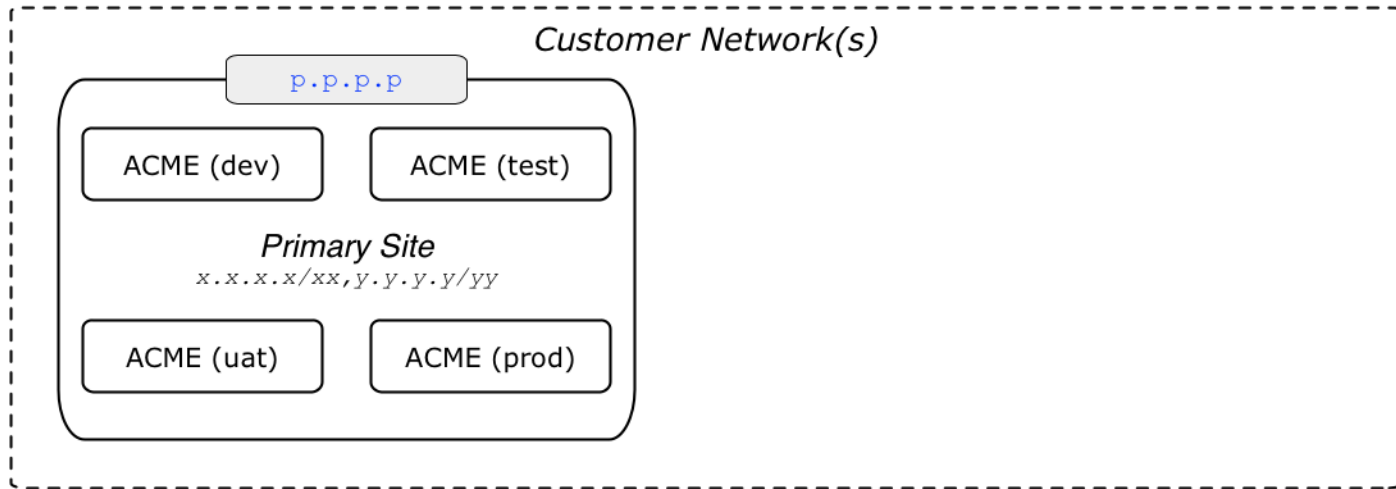 Customer Network(s)
p.p.p.p
ACME (dev)
ACME (test)
Primary Site
x.x.x.x/xx,y.y.y.y/yy
ACME (uat)
ACME (prod)